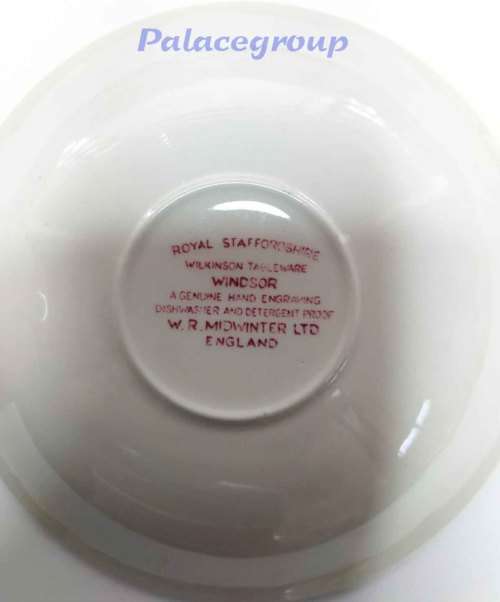 Palacegroup
ROYAL STAFFORDSHIRE
WILKINSON TABLEWARE
WINDSOR
A GENUINE HAND ENGRAVING
DISHWASHER AND DETERGENT PROOF
W. R. MIDWINTER LTD
ENGLAND